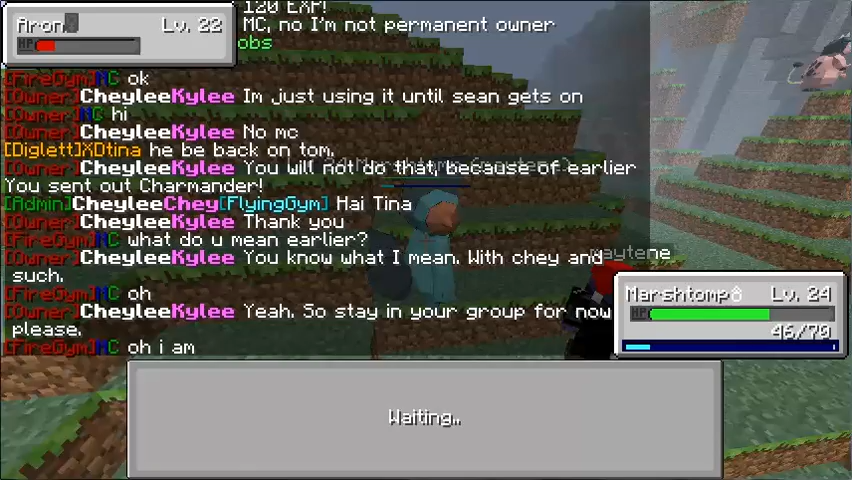 120 EXP!
Aron Lv. 22
HP
MC, no I'm not permanent owner
obs
[FireGym]MC ok
[Owner]CheyleeKylee Im just using it until sean gets on
[Owner]MC hi
[Owner]CheyleeKylee No mc
[Diglett]XDtina he be back on tom.
[Owner]CheyleeKylee You will not do that, because of earlier
You sent out Charmander!
[Admin]CheyleeChey[FlyingGym] Hai Tina
[Owner]CheyleeKylee Thank you
[FireGym]MC what do u mean earlier?
[Owner]CheyleeKylee You know what I mean. With chey and
such.
maytene
[FireGym]MC oh
Marshtomp Lv. 24
HP
[Owner]CheyleeKylee Yeah. So stay in your group for now
please.
46/70
[FireGym]MC oh i am
Waiting..